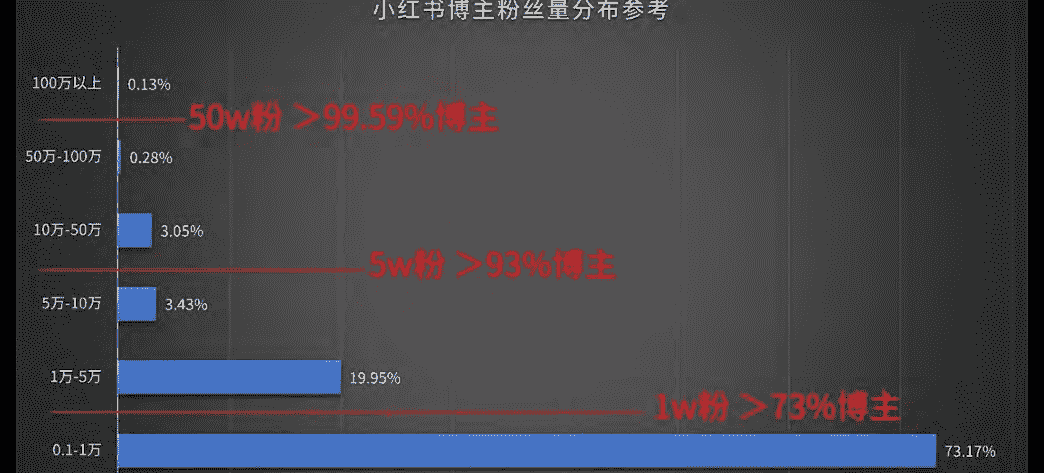 小红书博主粉丝量分布参考
100万以上 0.13%
50w粉 >99.59%博主
50万-100万 0.28%
10万-50万 3.05%
5w粉 >93%博主
5万-10万 3.43%
1万-5万 19.95%
1w粉 >73%博主
0.1-1万 73.17%